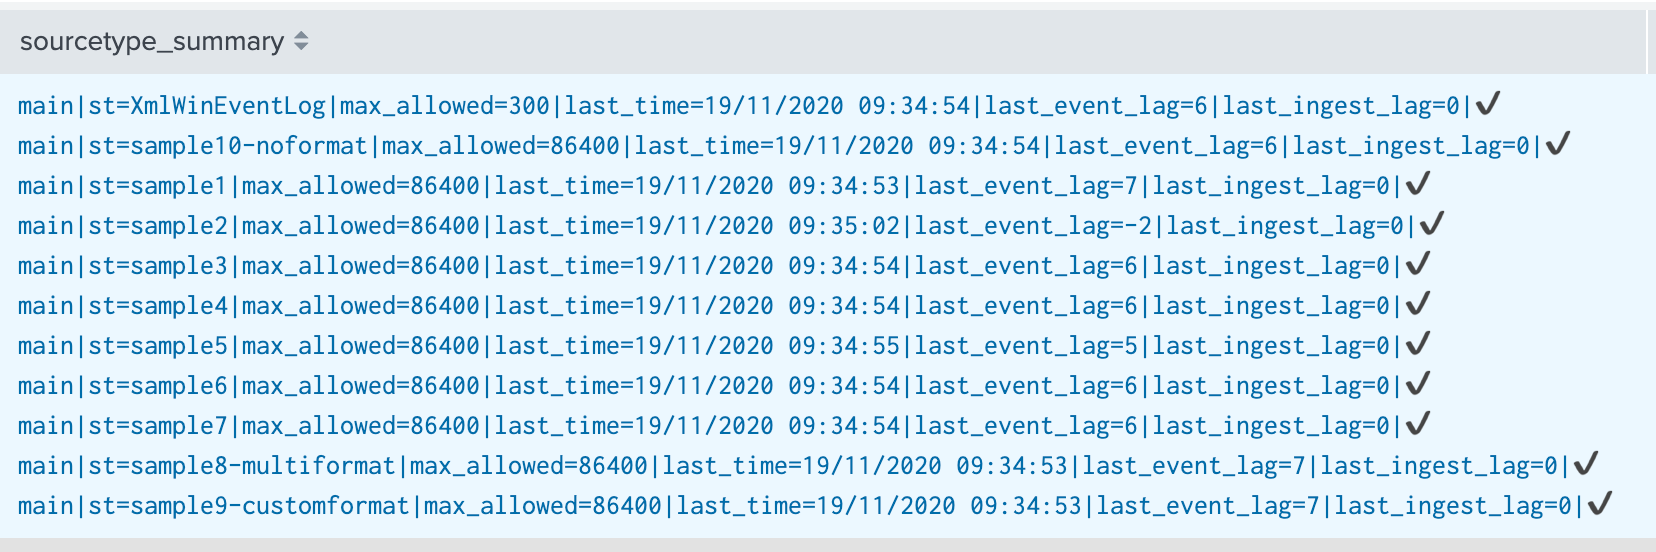 sourcetype_summary
main|st=XmlWinEventLog|max_allowed=300|last_time=19/11/2020 09:34:54|last_event_lag=6|last_ingest_lag=0|✔
main|st=sample10-noformat|max_allowed=86400|last_time=19/11/2020 09:34:54|last_event_lag=6|last_ingest_lag=0|✔
main|st=sample1|max_allowed=86400|last_time=19/11/2020 09:34:53|last_event_lag=7|last_ingest_lag=0|✔
main|st=sample2|max_allowed=86400|last_time=19/11/2020 09:35:02|last_event_lag=-2|last_ingest_lag=0|✔
main|st=sample3|max_allowed=86400|last_time=19/11/2020 09:34:54|last_event_lag=6|last_ingest_lag=0|✔
main|st=sample4|max_allowed=86400|last_time=19/11/2020 09:34:54|last_event_lag=6|last_ingest_lag=0|✔
main|st=sample5|max_allowed=86400|last_time=19/11/2020 09:34:55|last_event_lag=5|last_ingest_lag=0|✔
main|st=sample6|max_allowed=86400|last_time=19/11/2020 09:34:54|last_event_lag=6|last_ingest_lag=0|✔
main|st=sample7|max_allowed=86400|last_time=19/11/2020 09:34:54|last_event_lag=6|last_ingest_lag=0|✔
main|st=sample8-multiformat|max_allowed=86400|last_time=19/11/2020 09:34:53|last_event_lag=7|last_ingest_lag=0|✔
main|st=sample9-customformat|max_allowed=86400|last_time=19/11/2020 09:34:53|last_event_lag=7|last_ingest_lag=0|✔